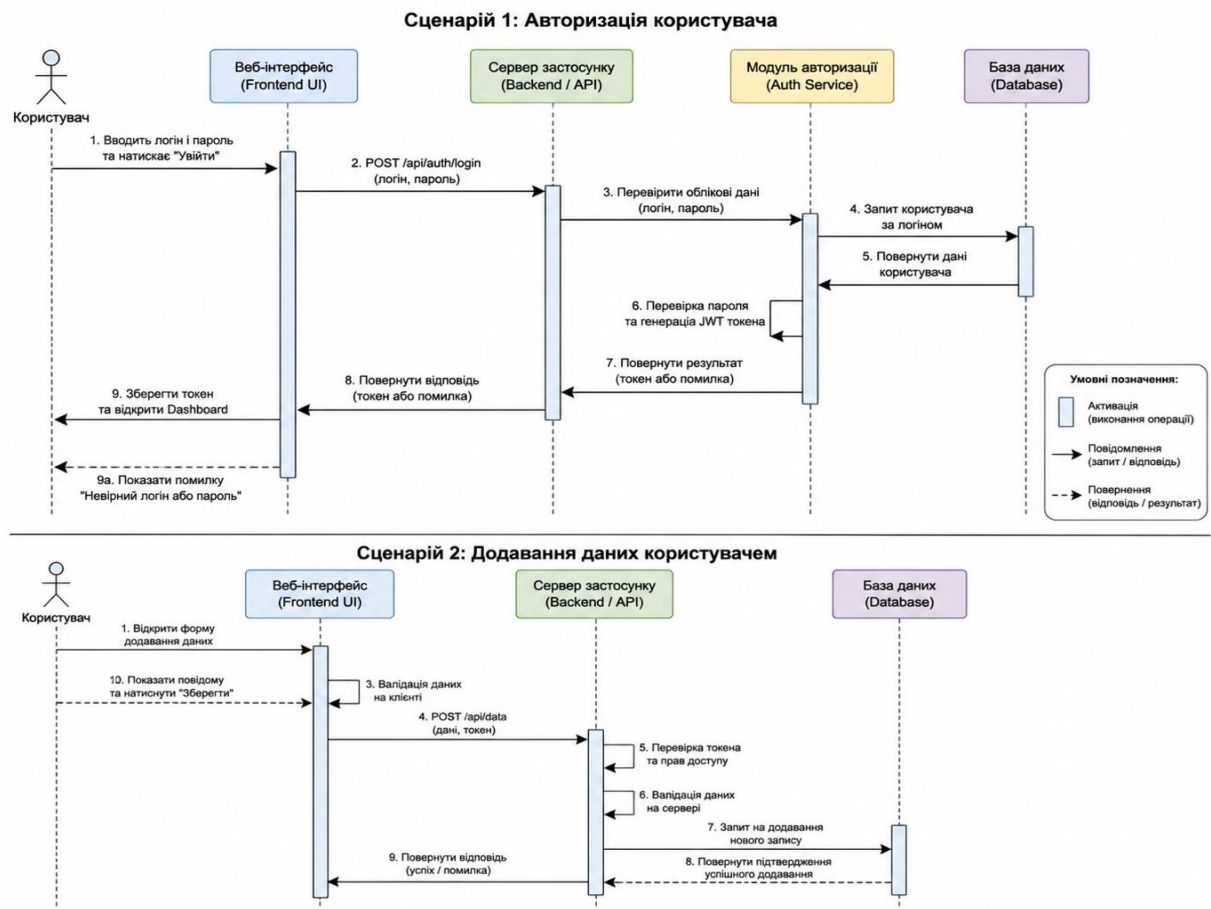 Сценарій 1: Авторизація користувача
Користувач
Веб-інтерфейс
(Frontend UI)
Сервер застосунку
(Backend / API)
Модуль авторизації
(Auth Service)
База даних
(Database)
1. Вводить логін і пароль
та натискає "Увійти"
2. POST /api/auth/login
(логін, пароль)
3. Перевірити облікові дані
(логін, пароль)
4. Запит користувача
за логіном
5. Повернути дані
користувача
6. Перевірка пароля
та генерація JWT токена
7. Повернути результат
(токен або помилка)
8. Повернути відповідь
(токен або помилка)
9. Зберегти токен
та відкрити Dashboard
9а. Показати помилку
"Невірний логін або пароль"
Умовні позначення:
Активація
(виконання операції)
Повідомлення
(запит / відповідь)
Повернення
(відповідь / результат)
Сценарій 2: Додавання даних користувачем
Користувач
Веб-інтерфейс
(Frontend UI)
Сервер застосунку
(Backend / API)
База даних
(Database)
1. Відкрити форму
додавання даних
10. Показати повідому
та натиснути "Зберегти"
3. Валідація даних
на клієнті
4. POST /api/data
(дані, токен)
5. Перевірка токена
та прав доступу
6. Валідація даних
на сервері
7. Запит на додавання
нового запису
8. Повернути підтвердження
успішного додавання
9. Повернути відповідь
(успіх / помилка)